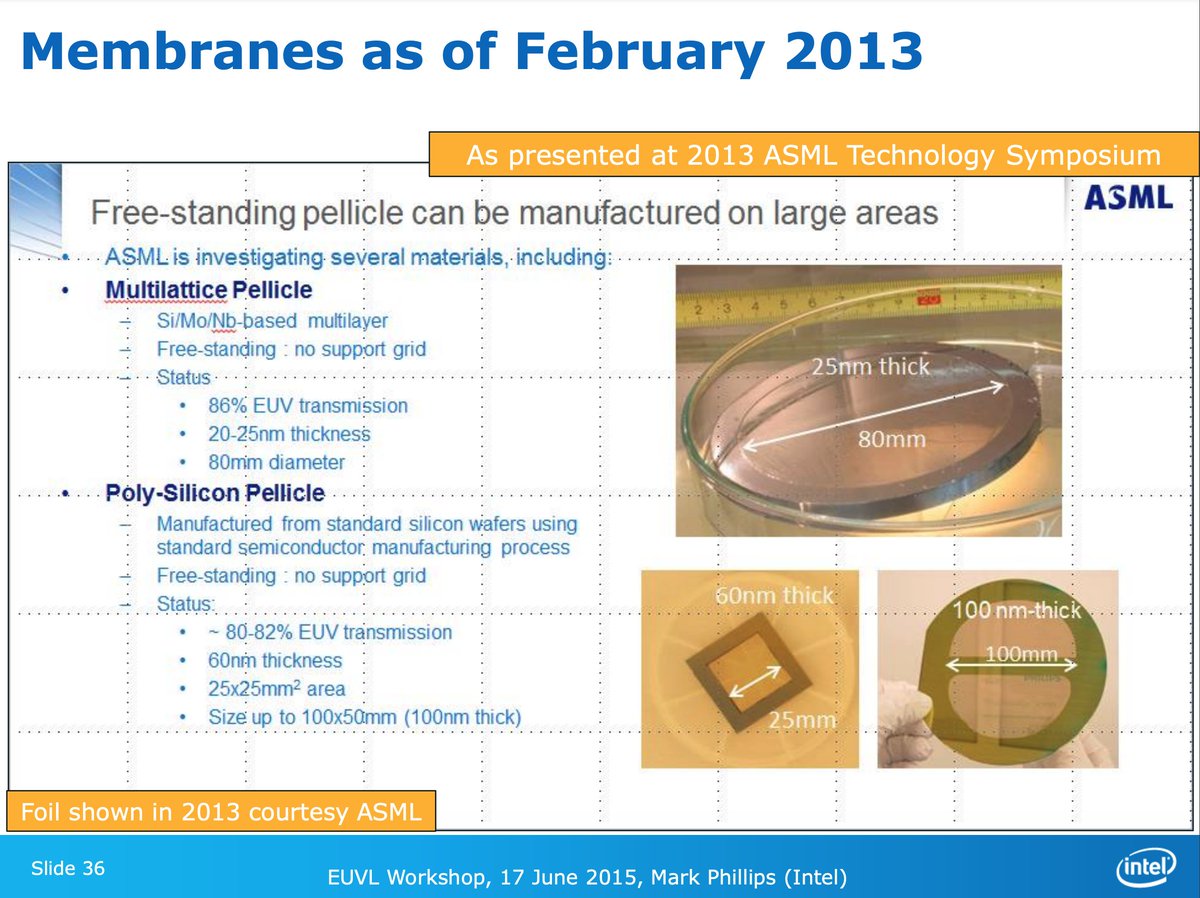 Membranes as of February 2013
As presented at 2013 ASML Technology Symposium
ASML
Free-standing pellicle can be manufactured on large areas
• ASML is investigating several materials, including:
• Multilattice Pellicle
– Si/Mo/Nb-based multilayer
– Free-standing : no support grid
– Status
• 86% EUV transmission
• 20-25nm thickness
• 80mm diameter
• Poly-Silicon Pellicle
– Manufactured from standard silicon wafers using
standard semiconductor manufacturing process
– Free-standing : no support grid
– Status:
• ~ 80-82% EUV transmission
• 60nm thickness
• 25x25mm² area
• Size up to 100x50mm (100nm thick)
2 3 4 5 6
25nm thick
80mm
60nm thick
25mm
100 nm-thick
100mm
Foil shown in 2013 courtesy ASML
Slide 36
EUVL Workshop, 17 June 2015, Mark Phillips (Intel)
intel